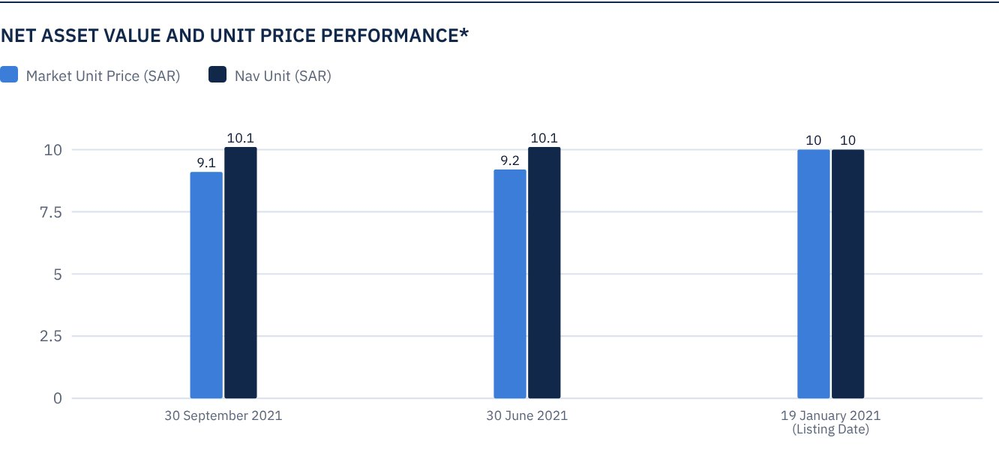 NET ASSET VALUE AND UNIT PRICE PERFORMANCE*
Market Unit Price (SAR) Nav Unit (SAR)
10
7.5
5
2.5
0
9.1 10.1
9.2 10.1
10 10
30 September 2021
30 June 2021
19 January 2021
(Listing Date)